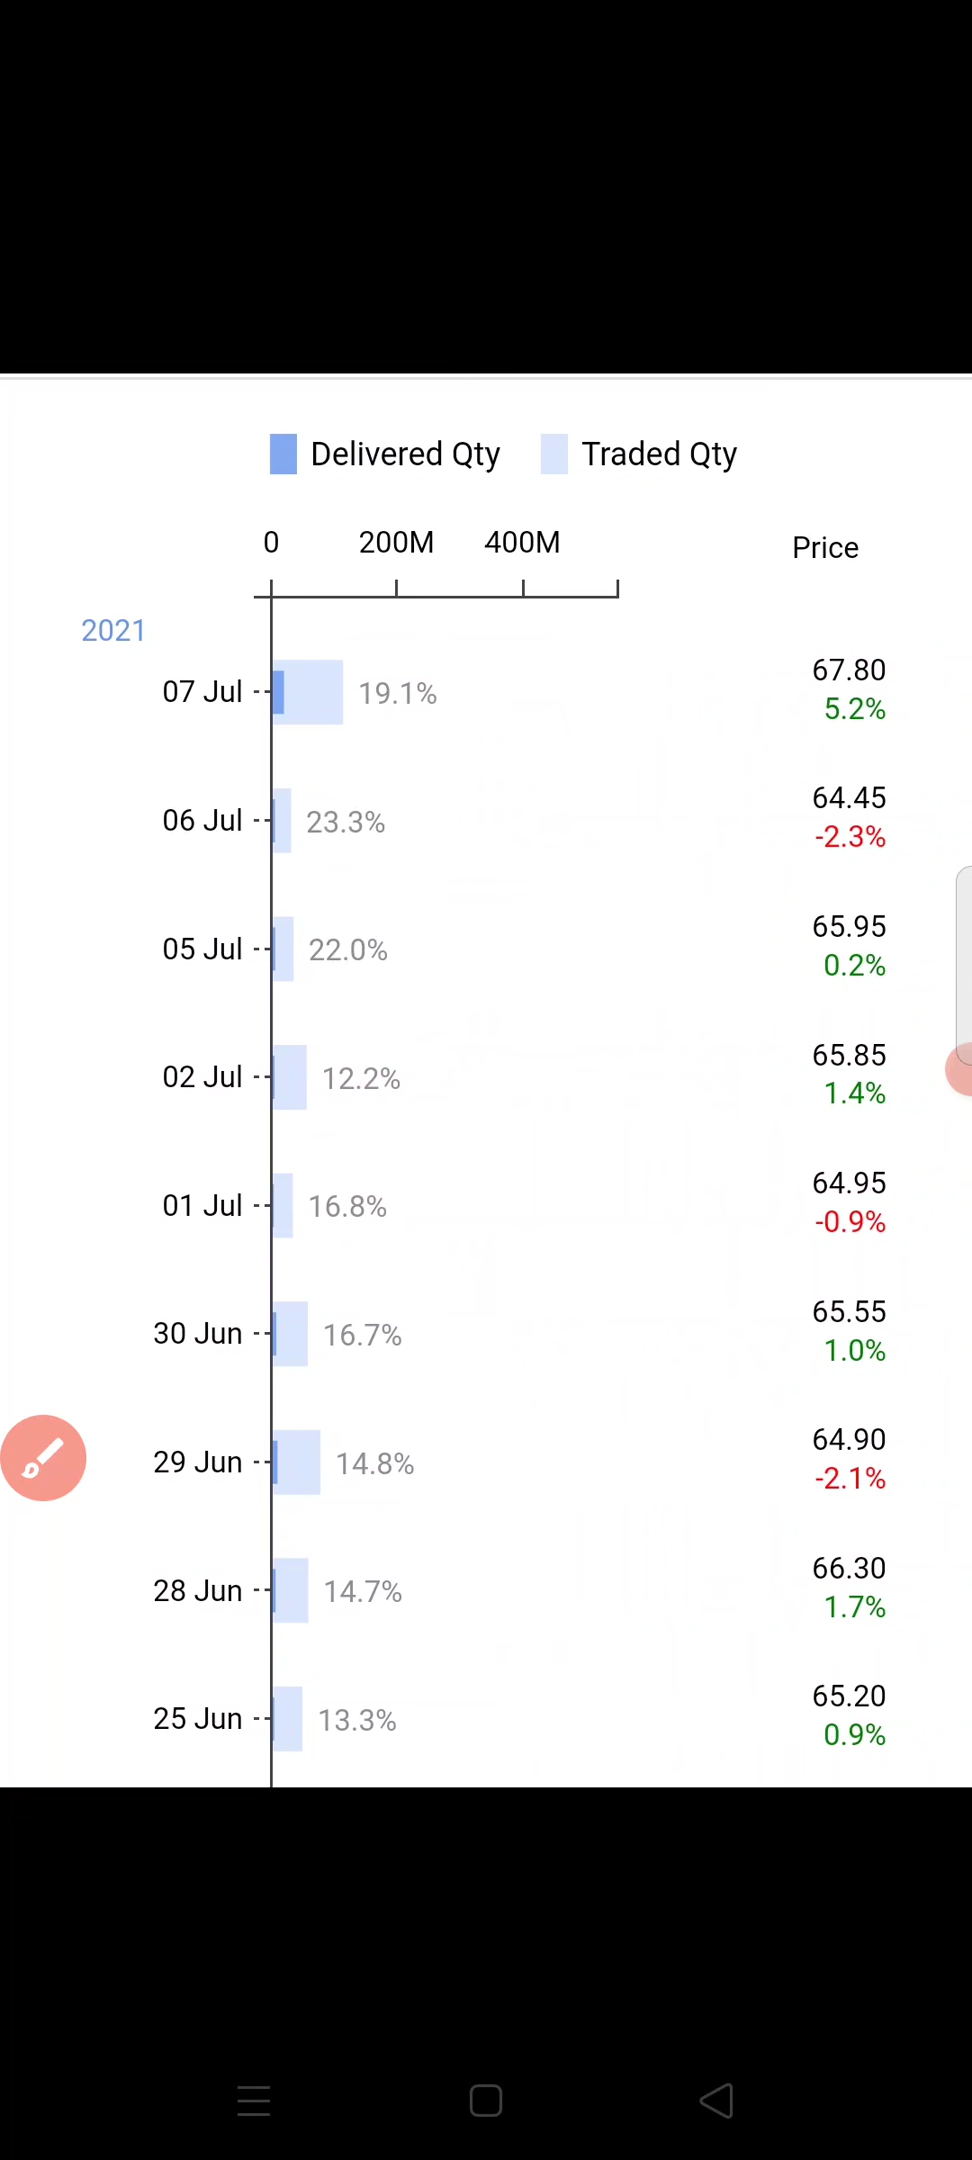 Delivered Qty Traded Qty
0 200M 400M Price
2021
07 Jul 19.1% 67.80
5.2%
06 Jul 23.3% 64.45
-2.3%
05 Jul 22.0% 65.95
0.2%
02 Jul 12.2% 65.85
1.4%
01 Jul 16.8% 64.95
-0.9%
30 Jun 16.7% 65.55
1.0%
29 Jun 14.8% 64.90
-2.1%
28 Jun 14.7% 66.30
1.7%
25 Jun 13.3% 65.20
0.9%